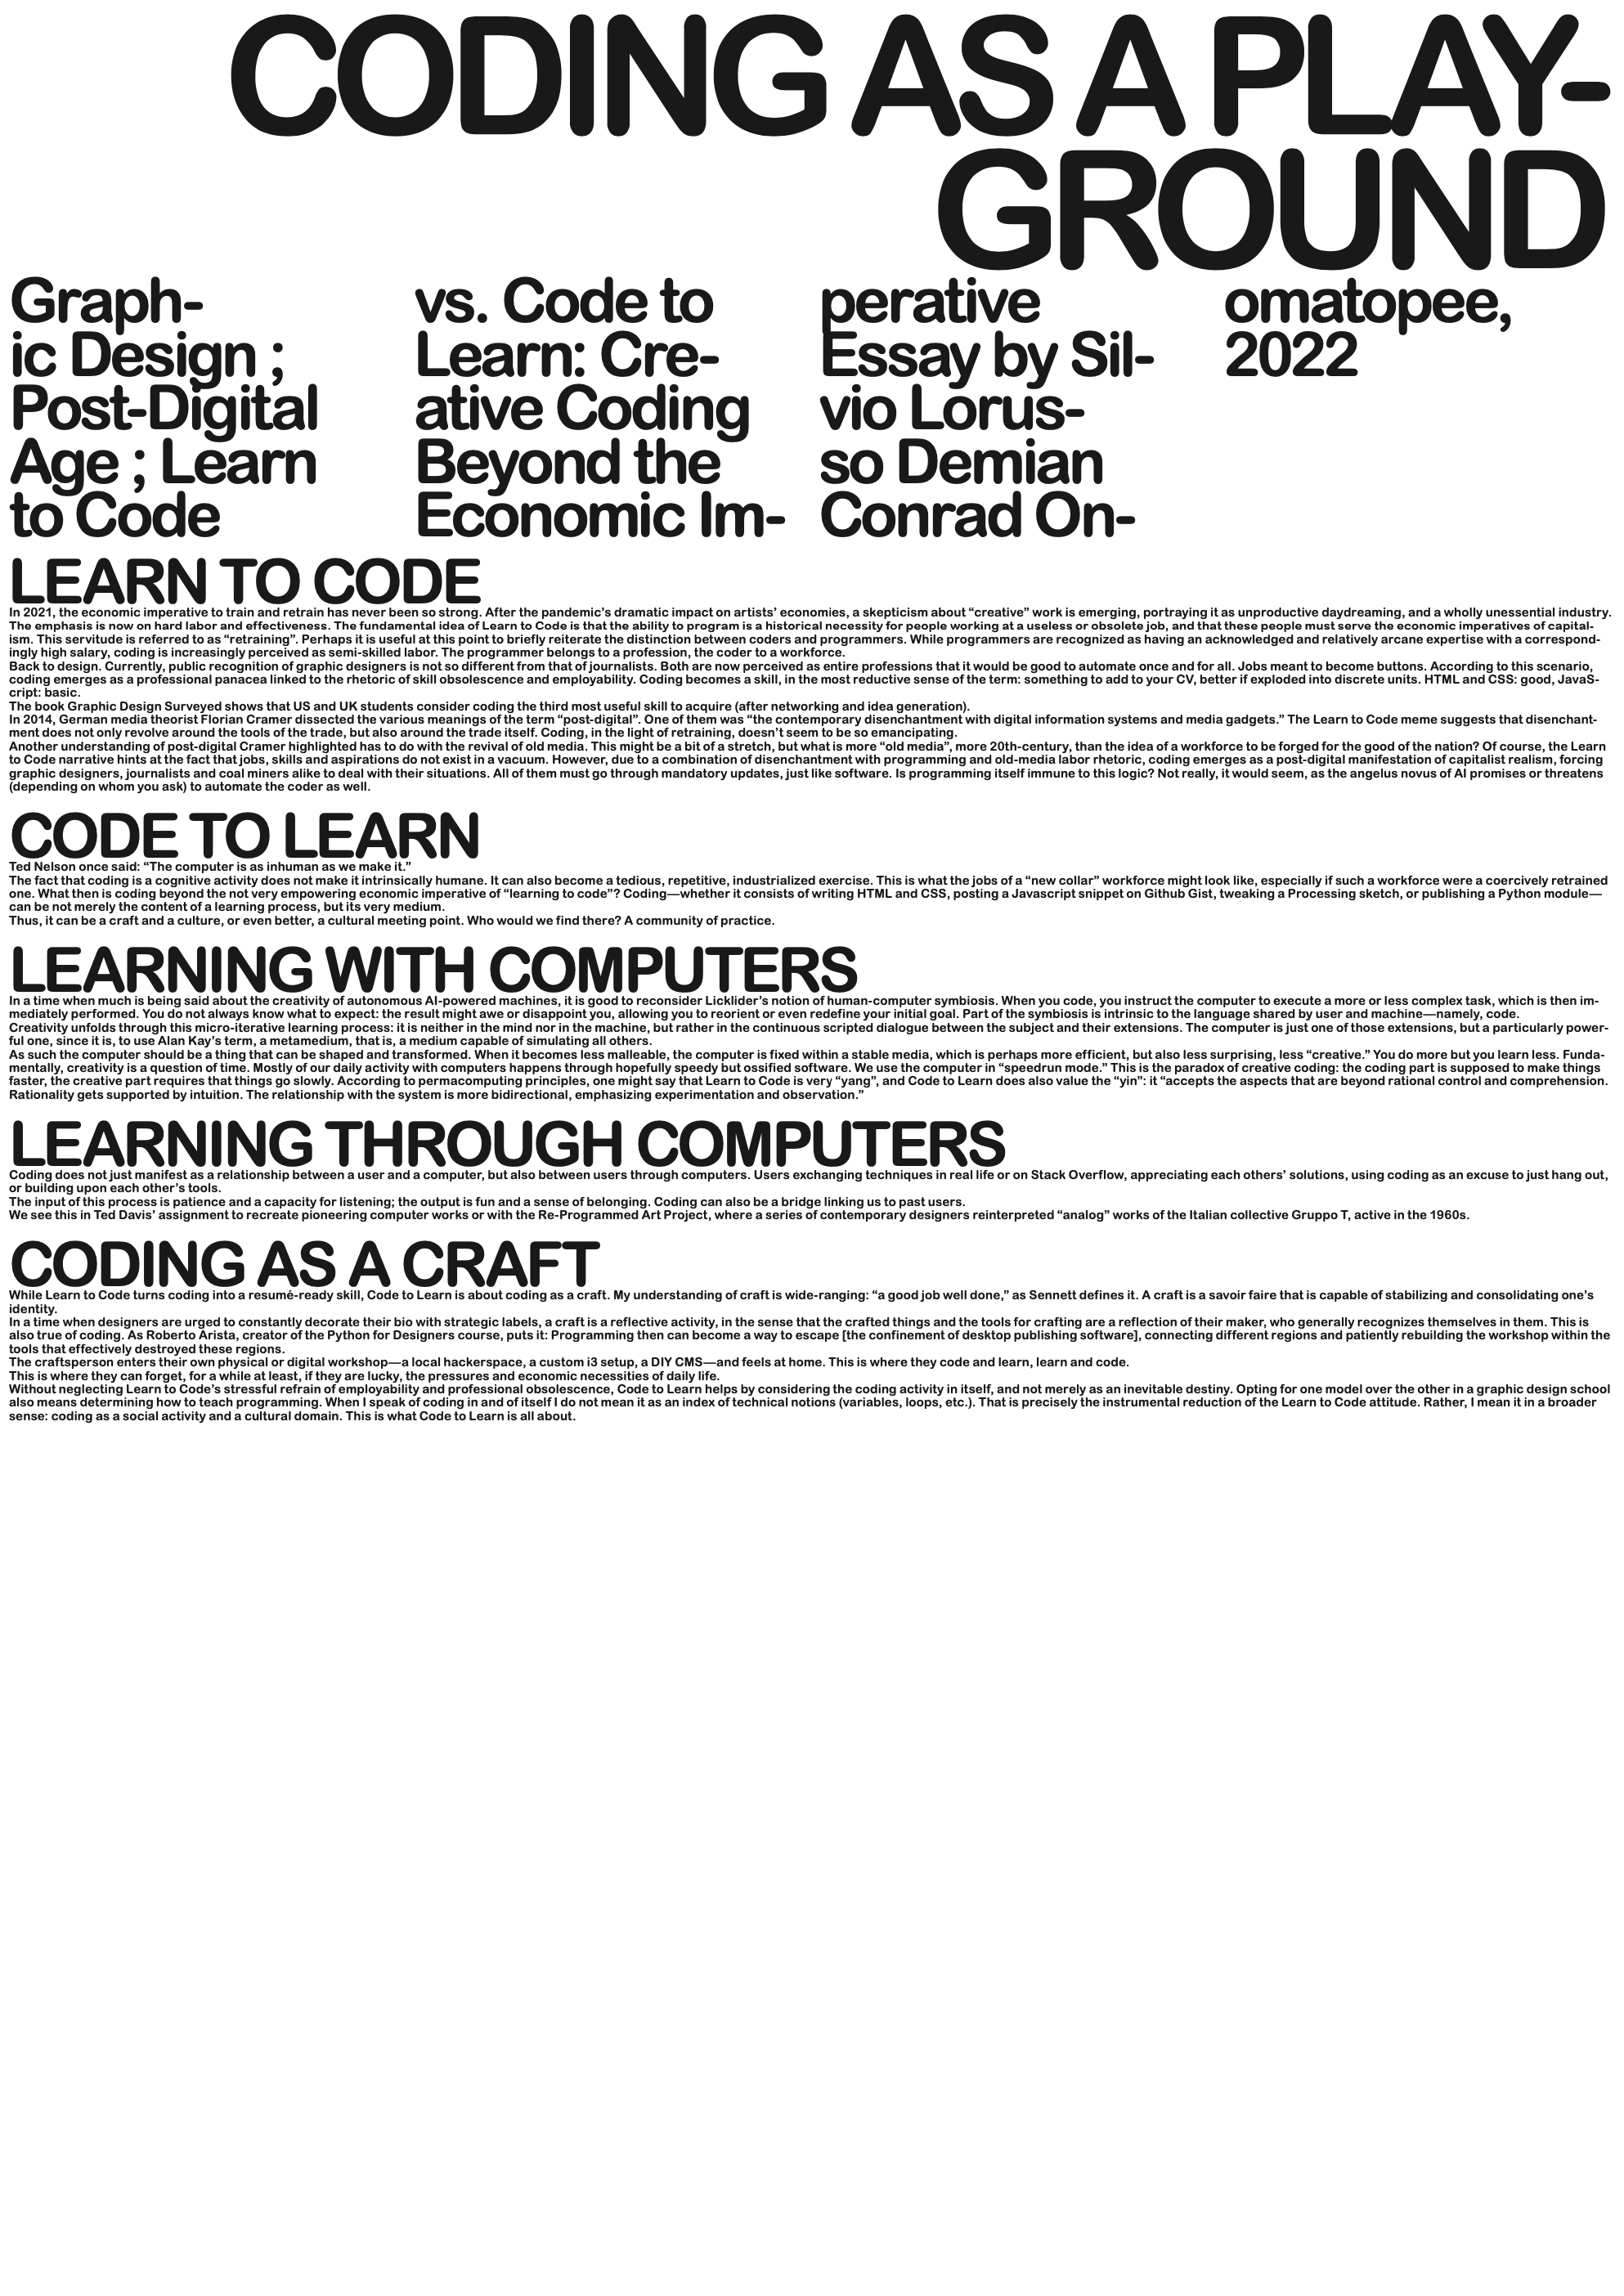 CODING AS A PLAY-
GROUND
Graph-
ic Design ;
Post-Digital
Age ; Learn
to Code
vs. Code to
Learn: Cre-
ative Coding
Beyond the
Economic Im-
perative
Essay by Sil-
vio Lorus-
so Demian
Conrad On-
omatopee,
2022
LEARN TO CODE
In 2021, the economic imperative to train and retrain has never been so strong. After the pandemic’s dramatic impact on artists’ economies, a skepticism about “creative” work is emerging, portraying it as unproductive daydreaming, and a wholly unessential industry.
The emphasis is now on hard labor and effectiveness. The fundamental idea of Learn to Code is that the ability to program is a historical necessity for people working at a useless or obsolete job, and that these people must serve the economic imperatives of capital-
ism. This servitude is referred to as “retraining”. Perhaps it is useful at this point to briefly reiterate the distinction between coders and programmers. While programmers are recognized as having an acknowledged and relatively arcane expertise with a correspond-
ingly high salary, coding is increasingly perceived as semi-skilled labor. The programmer belongs to a profession, the coder to a workforce.
Back to design. Currently, public recognition of graphic designers is not so different from that of journalists. Both are now perceived as entire professions that it would be good to automate once and for all. Jobs meant to become buttons. According to this scenario,
coding emerges as a professional panacea linked to the rhetoric of skill obsolescence and employability. Coding becomes a skill, in the most reductive sense of the term: something to add to your CV, better if exploded into discrete units. HTML and CSS: good, JavaS-
cript: basic.
The book Graphic Design Surveyed shows that US and UK students consider coding the third most useful skill to acquire (after networking and idea generation).
In 2014, German media theorist Florian Cramer dissected the various meanings of the term “post-digital”. One of them was “the contemporary disenchantment with digital information systems and media gadgets.” The Learn to Code meme suggests that disenchant-
ment does not only revolve around the tools of the trade, but also around the trade itself. Coding, in the light of retraining, doesn’t seem to be so emancipating.
Another understanding of post-digital Cramer highlighted has to do with the revival of old media. This might be a bit of a stretch, but what is more “old media”, more 20th-century, than the idea of a workforce to be forged for the good of the nation? Of course, the Learn
to Code narrative hints at the fact that jobs, skills and aspirations do not exist in a vacuum. However, due to a combination of disenchantment with programming and old-media labor rhetoric, coding emerges as a post-digital manifestation of capitalist realism, forcing
graphic designers, journalists and coal miners alike to deal with their situations. All of them must go through mandatory updates, just like software. Is programming itself immune to this logic? Not really, it would seem, as the angelus novus of AI promises or threatens
(depending on whom you ask) to automate the coder as well.
CODE TO LEARN
Ted Nelson once said: “The computer is as inhuman as we make it.”
The fact that coding is a cognitive activity does not make it intrinsically humane. It can also become a tedious, repetitive, industrialized exercise. This is what the jobs of a “new collar” workforce might look like, especially if such a workforce were a coercively retrained
one. What then is coding beyond the not very empowering economic imperative of “learning to code”? Coding—whether it consists of writing HTML and CSS, posting a Javascript snippet on Github Gist, tweaking a Processing sketch, or publishing a Python module—
can be not merely the content of a learning process, but its very medium.
Thus, it can be a craft and a culture, or even better, a cultural meeting point. Who would we find there? A community of practice.
LEARNING WITH COMPUTERS
In a time when much is being said about the creativity of autonomous AI-powered machines, it is good to reconsider Licklider’s notion of human-computer symbiosis. When you code, you instruct the computer to execute a more or less complex task, which is then im-
mediately performed. You do not always know what to expect: the result might awe or disappoint you, allowing you to reorient or even redefine your initial goal. Part of the symbiosis is intrinsic to the language shared by user and machine—namely, code.
Creativity unfolds through this micro-iterative learning process: it is neither in the mind nor in the machine, but rather in the continuous scripted dialogue between the subject and their extensions. The computer is just one of those extensions, but a particularly power-
ful one, since it is, to use Alan Kay’s term, a metamedium, that is, a medium capable of simulating all others.
As such the computer should be a thing that can be shaped and transformed. When it becomes less malleable, the computer is fixed within a stable media, which is perhaps more efficient, but also less surprising, less “creative.” You do more but you learn less. Funda-
mentally, creativity is a question of time. Mostly of our daily activity with computers happens through hopefully speedy but ossified software. We use the computer in “speedrun mode.” This is the paradox of creative coding: the coding part is supposed to make things
faster, the creative part requires that things go slowly. According to permacomputing principles, one might say that Learn to Code is very “yang”, and Code to Learn does also value the “yin”: it “accepts the aspects that are beyond rational control and comprehension.
Rationality gets supported by intuition. The relationship with the system is more bidirectional, emphasizing experimentation and observation.”
LEARNING THROUGH COMPUTERS
Coding does not just manifest as a relationship between a user and a computer, but also between users through computers. Users exchanging techniques in real life or on Stack Overflow, appreciating each others’ solutions, using coding as an excuse to just hang out,
or building upon each other’s tools.
The input of this process is patience and a capacity for listening; the output is fun and a sense of belonging. Coding can also be a bridge linking us to past users.
We see this in Ted Davis’ assignment to recreate pioneering computer works or with the Re-Programmed Art Project, where a series of contemporary designers reinterpreted “analog” works of the Italian collective Gruppo T, active in the 1960s.
CODING AS A CRAFT
While Learn to Code turns coding into a resumé-ready skill, Code to Learn is about coding as a craft. My understanding of craft is wide-ranging: “a good job well done,” as Sennett defines it. A craft is a savoir faire that is capable of stabilizing and consolidating one’s
identity.
In a time when designers are urged to constantly decorate their bio with strategic labels, a craft is a reflective activity, in the sense that the crafted things and the tools for crafting are a reflection of their maker, who generally recognizes themselves in them. This is
also true of coding. As Roberto Arista, creator of the Python for Designers course, puts it: Programming then can become a way to escape [the confinement of desktop publishing software], connecting different regions and patiently rebuilding the workshop within the
tools that effectively destroyed these regions.
The craftsperson enters their own physical or digital workshop—a local hackerspace, a custom i3 setup, a DIY CMS—and feels at home. This is where they code and learn, learn and code.
This is where they can forget, for a while at least, if they are lucky, the pressures and economic necessities of daily life.
Without neglecting Learn to Code’s stressful refrain of employability and professional obsolescence, Code to Learn helps by considering the coding activity in itself, and not merely as an inevitable destiny. Opting for one model over the other in a graphic design school
also means determining how to teach programming. When I speak of coding in and of itself I do not mean it as an index of technical notions (variables, loops, etc.). That is precisely the instrumental reduction of the Learn to Code attitude. Rather, I mean it in a broader
sense: coding as a social activity and a cultural domain. This is what Code to Learn is all about.